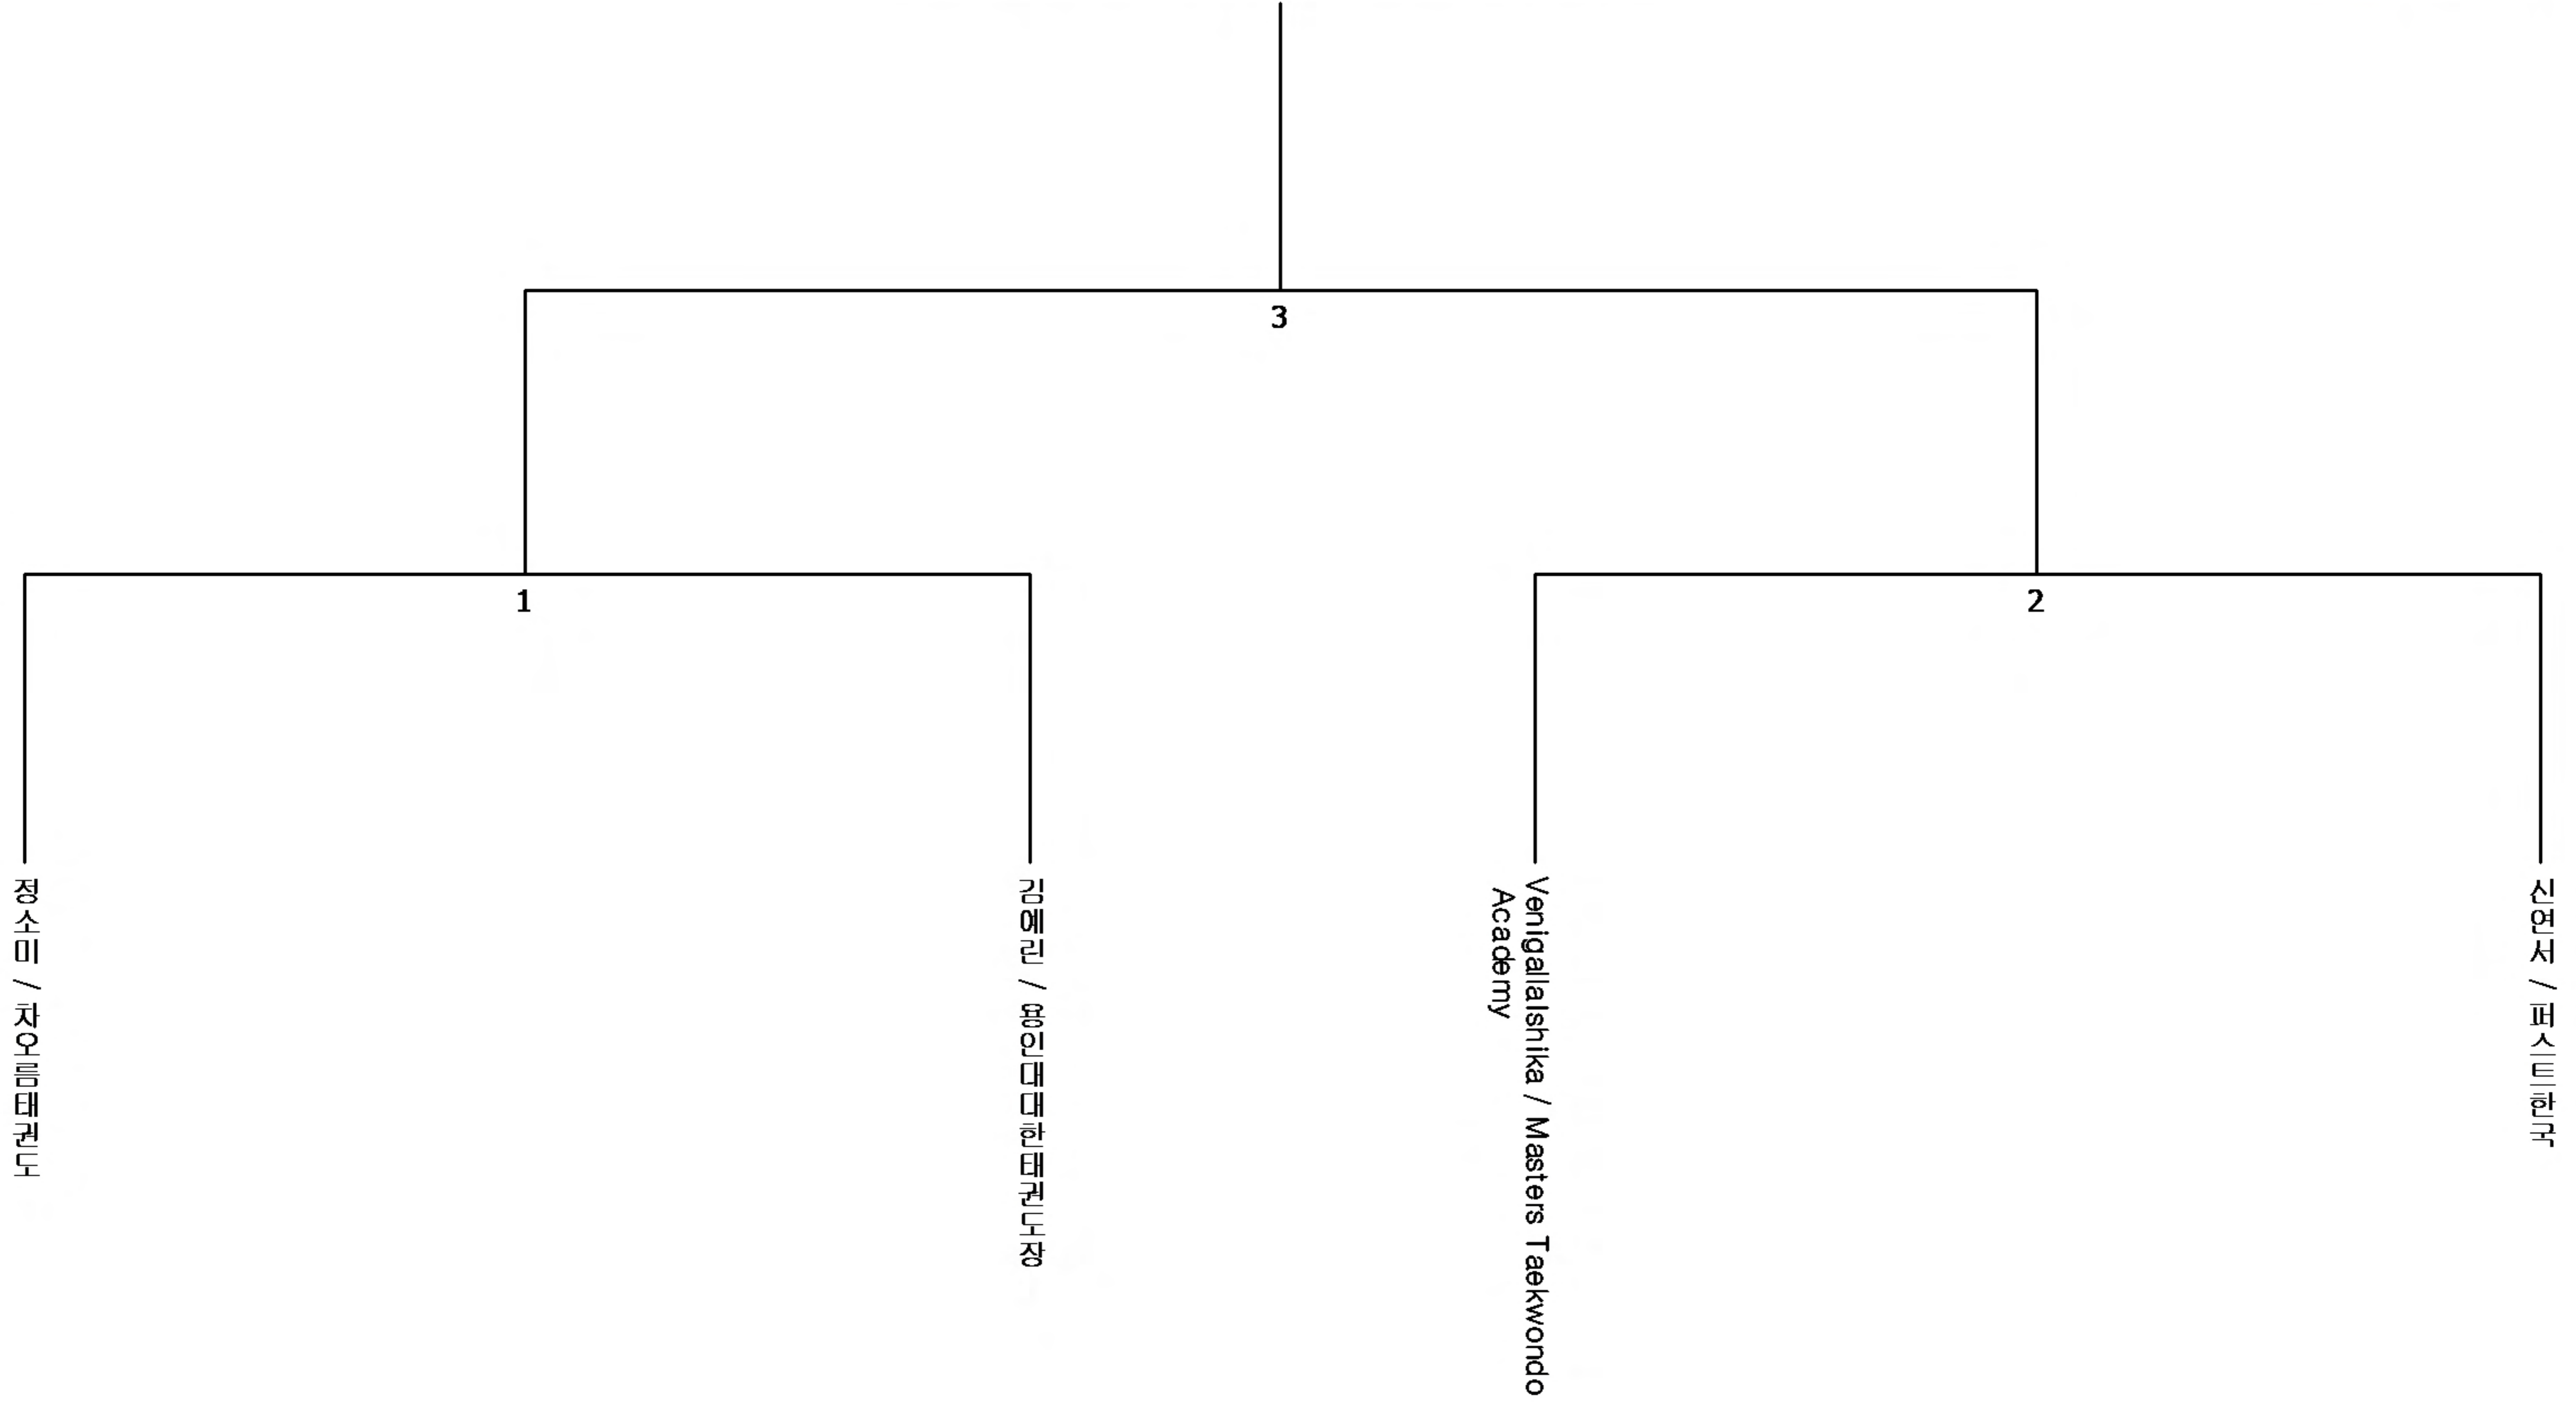 3
1
2
정소미 / 차오름태권도
김예린 / 용인대대한태권도장
Venigallalshika / Masters Taekwondo
Academy
신연서 / 퍼스트한국